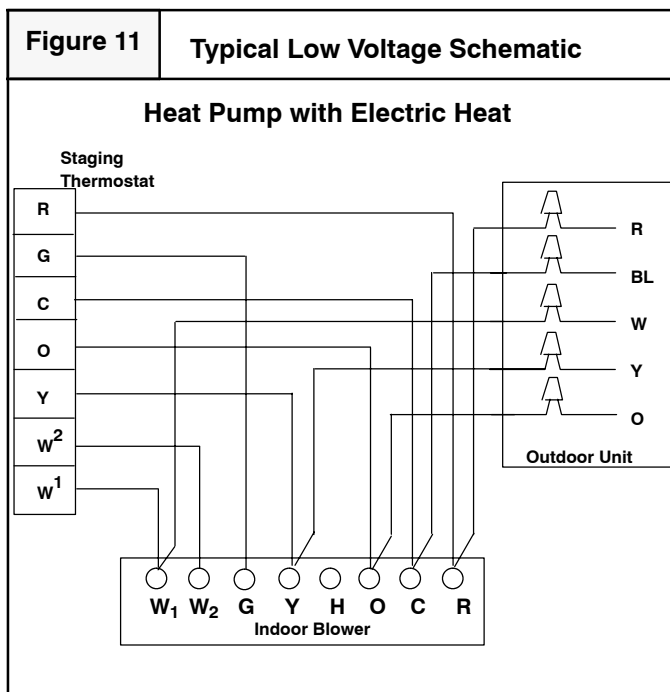 Figure 11
Typical Low Voltage Schematic
Heat Pump with Electric Heat
Staging
Thermostat
R
G
C
O
Y
W²
W¹
R
BL
W
Y
O
Outdoor Unit
W₁ W₂ G Y H O C R
Indoor Blower